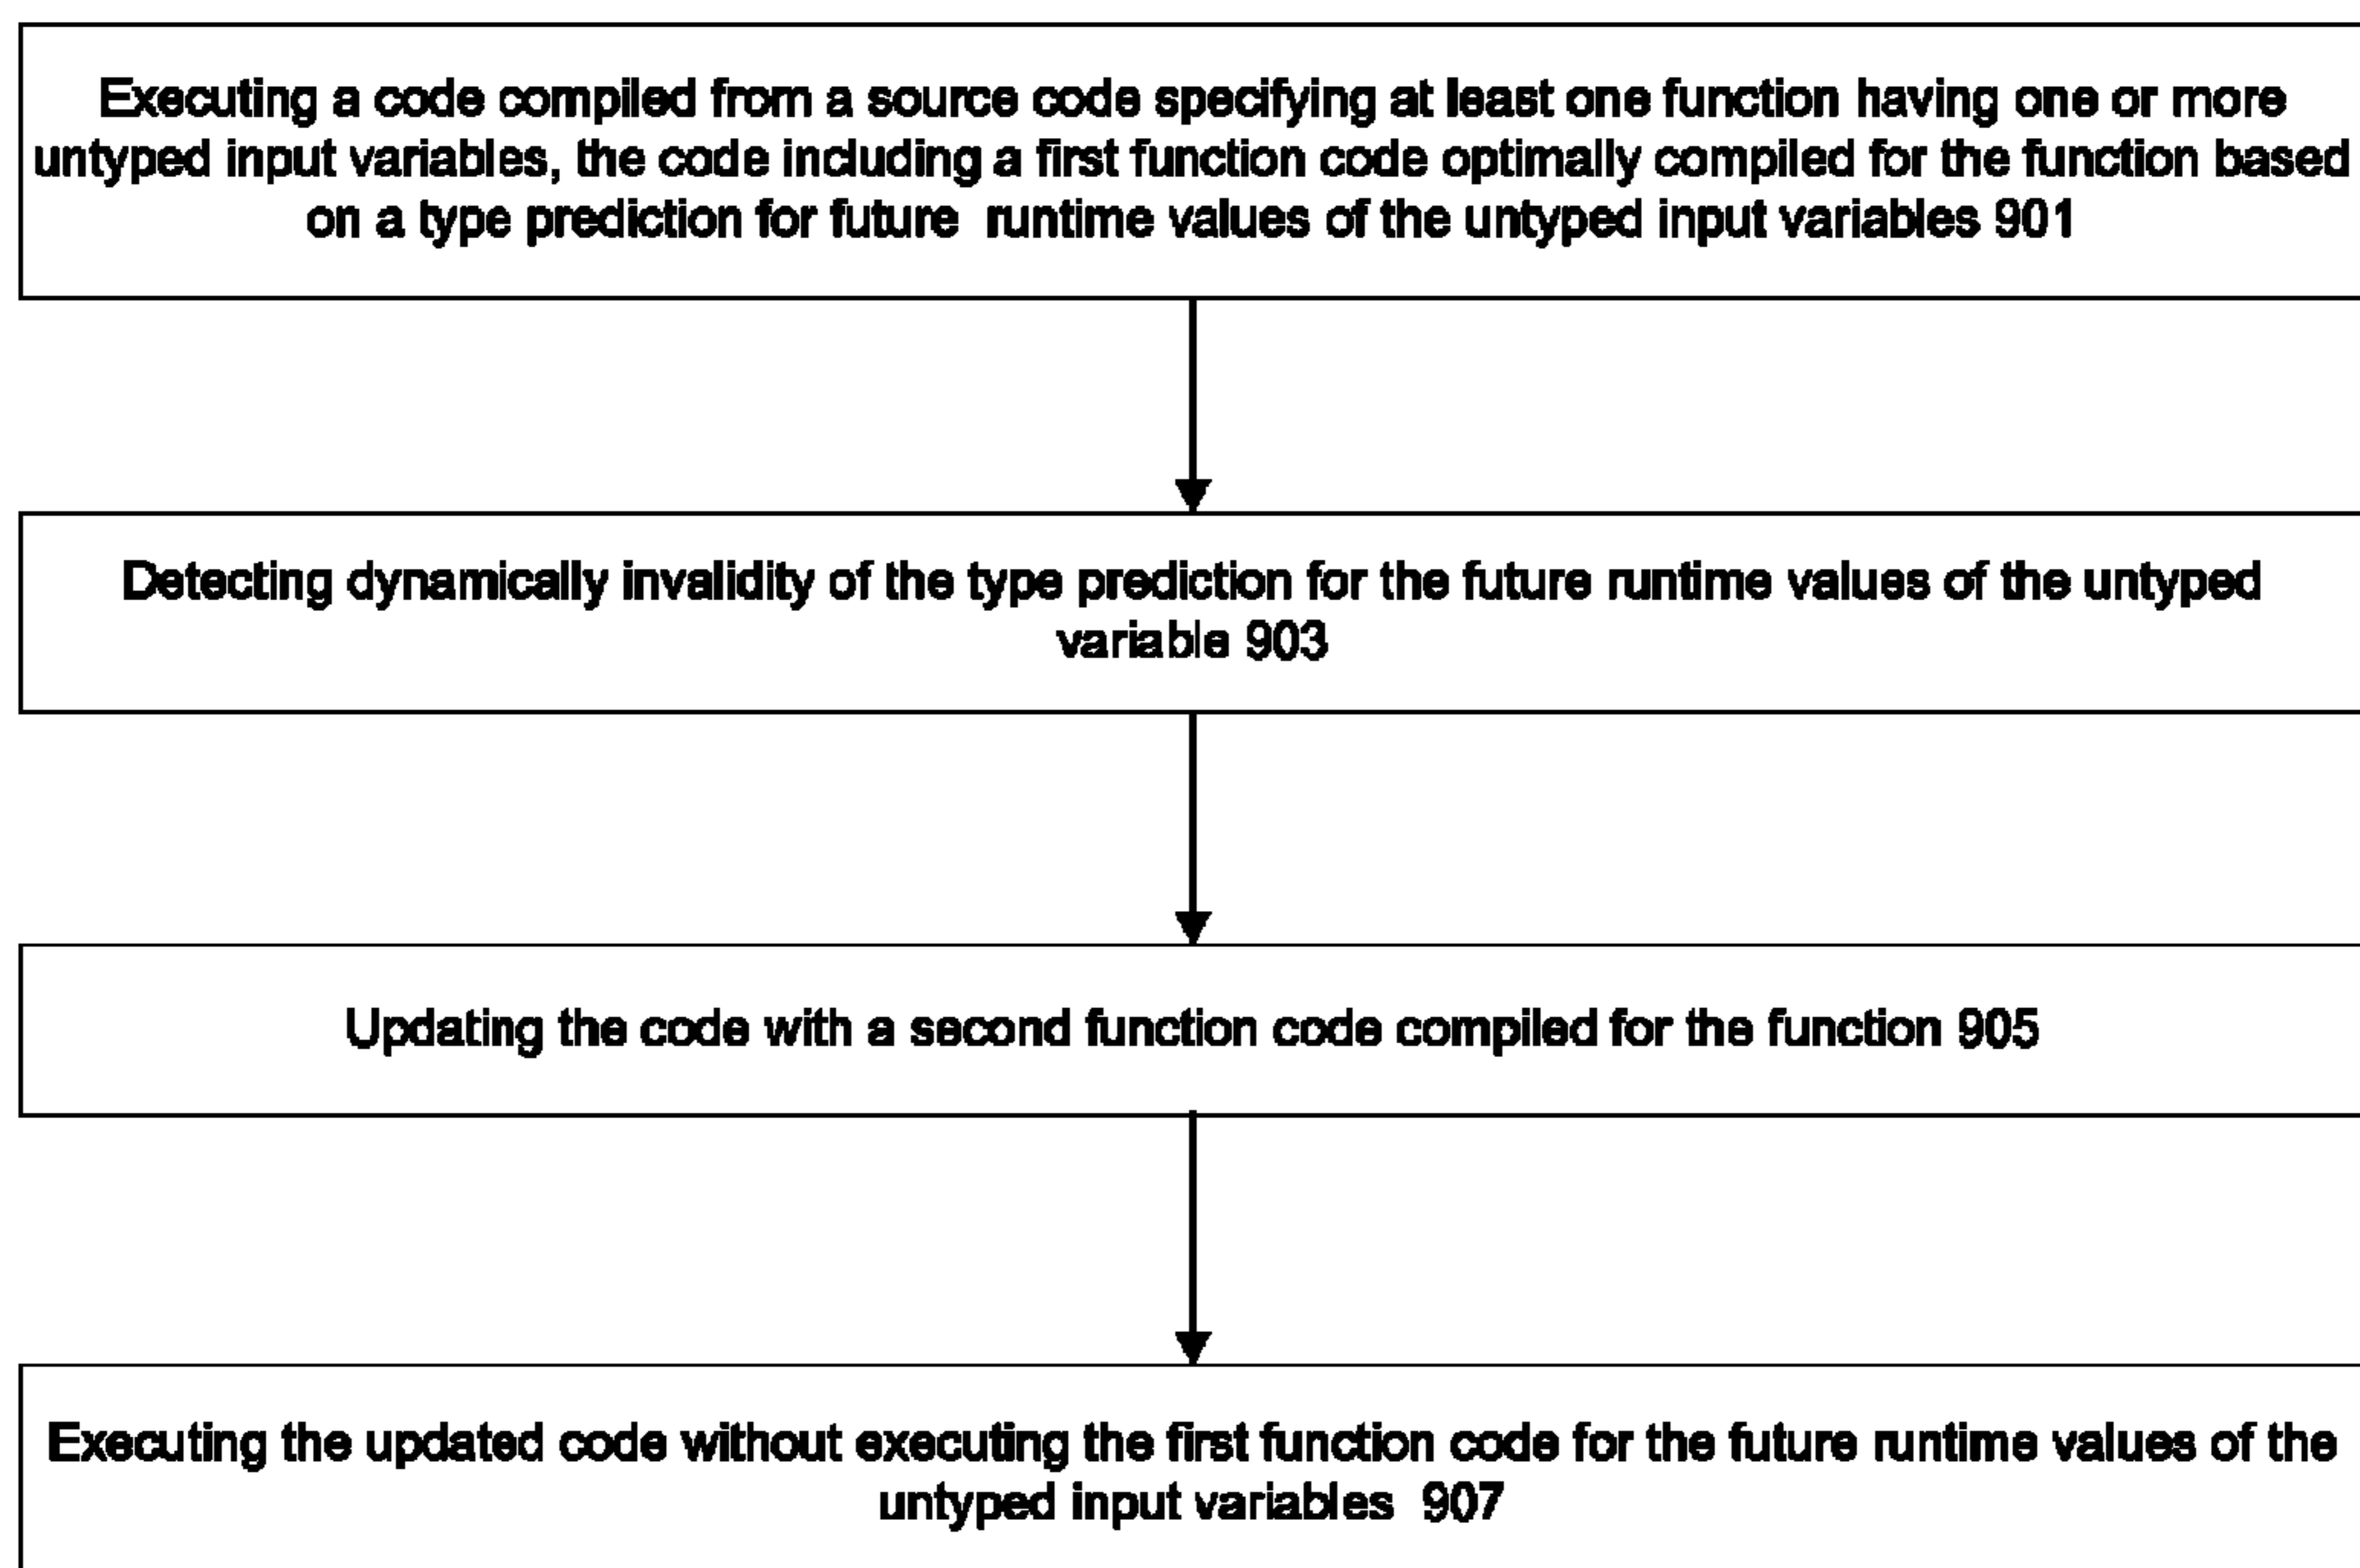 Executing a code compiled from a source code specifying at least one function having one or more
untyped input variables, the code including a first function code optimally compiled for the function based
on a type prediction for future runtime values of the untyped input variables 901
Detecting dynamically invalidity of the type prediction for the future runtime values of the untyped
variable 903
Updating the code with a second function code compiled for the function 905
Executing the updated code without executing the first function code for the future runtime values of the
untyped input variables 907